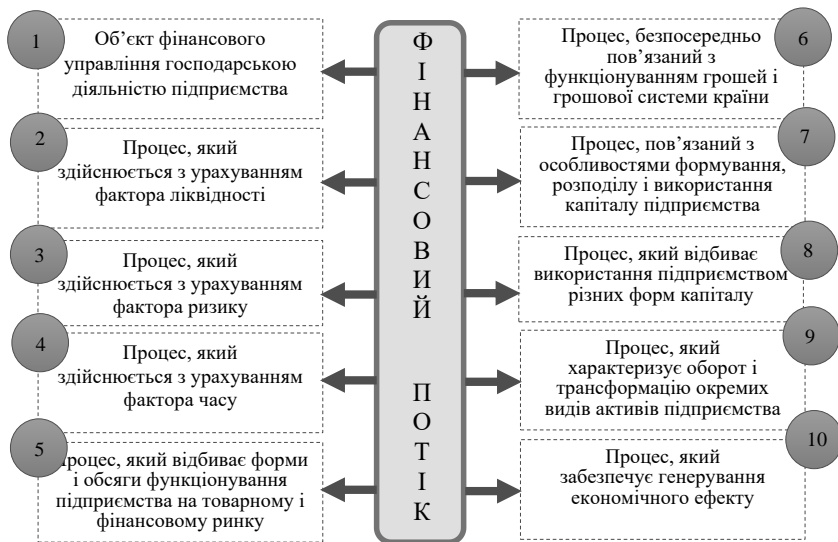 1
Об’єкт фінансового
управління господарською
діяльністю підприємства
2
Процес, який
здійснюється з урахуванням
фактора ліквідності
3
Процес, який
здійснюється з урахуванням
фактора ризику
4
Процес, який
здійснюється з урахуванням
фактора часу
5
Процес, який відбиває форми
і обсяги функціонування
підприємства на товарному і
фінансовому ринку
ФІНАНСОВИЙ ПОТІК
6
Процес, безпосередньо
пов’язаний з
функціонуванням грошей і
грошової системи країни
7
Процес, пов’язаний з
особливостями формування,
розподілу і використання
капіталу підприємства
8
Процес, який відбиває
використання підприємством
різних форм капіталу
9
Процес, який
характеризує оборот і
трансформацію окремих
видів активів підприємства
10
Процес, який
забезпечує генерування
економічного ефекту